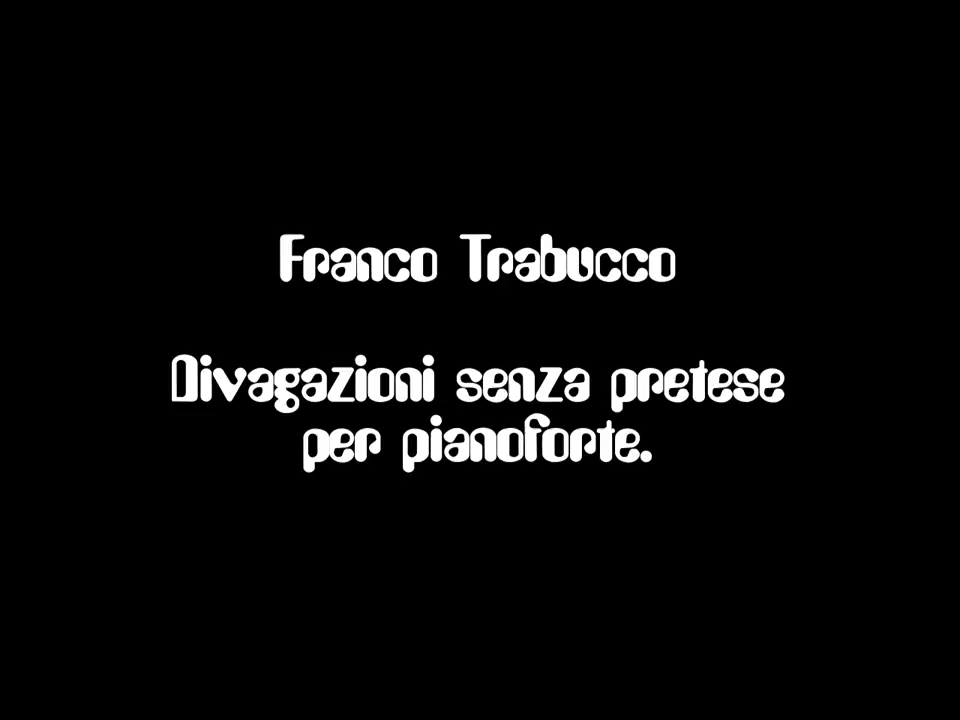 Franco Trabucco
Divagazioni senza pretese
per pianoforte.